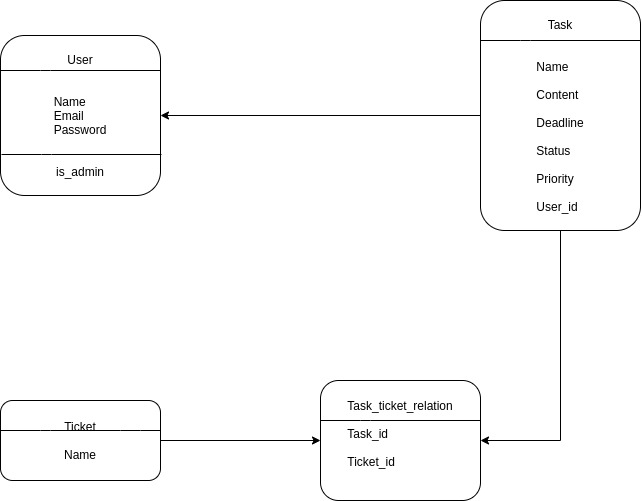 User
Name
Email
Password
is_admin
Task
Name
Content
Deadline
Status
Priority
User_id
Ticket
Name
Task_ticket_relation
Task_id
Ticket_id